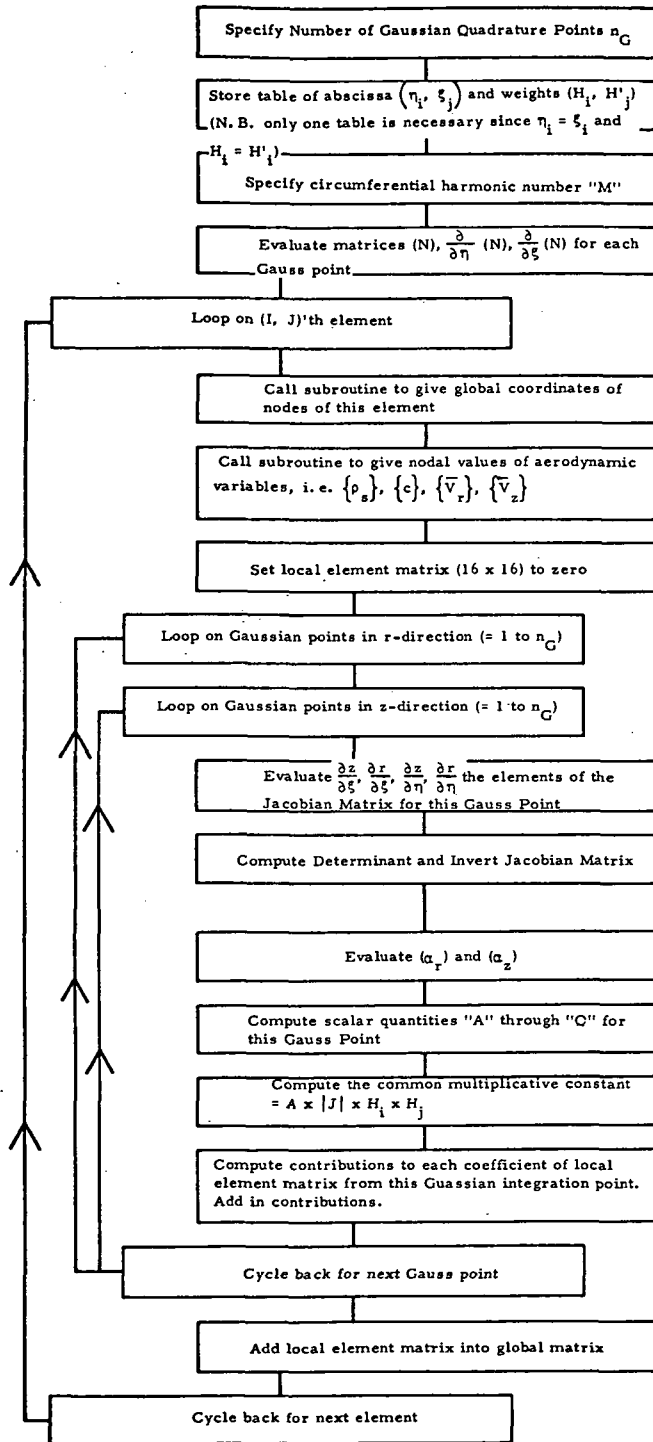 Specify Number of Gaussian Quadrature Points n_G
Store table of abscissa (η_i, ξ_j) and weights (H_i, H'_j)
(N.B. only one table is necessary since η_i = ξ_i and
H_i = H'_i)
Specify circumferential harmonic number "M"
Evaluate matrices (N), ∂/∂η (N), ∂/∂ξ (N) for each
Gauss point
Loop on (I, J)'th element
Call subroutine to give global coordinates of
nodes of this element
Call subroutine to give nodal values of aerodynamic
variables, i.e. {ρ_s}, {c}, {V̅_r}, {V̅_z}
Set local element matrix (16 x 16) to zero
Loop on Gaussian points in r-direction (= 1 to n_G)
Loop on Gaussian points in z-direction (= 1 to n_G)
Evaluate ∂z/∂ξ, ∂r/∂ξ, ∂z/∂η, ∂r/∂η the elements of the
Jacobian Matrix for this Gauss Point
Compute Determinant and Invert Jacobian Matrix
Evaluate (α_r) and (α_z)
Compute scalar quantities "A" through "Q" for
this Gauss Point
Compute the common multiplicative constant
= A x |J| x H_i x H_j
Compute contributions to each coefficient of local
element matrix from this Guassian integration point.
Add in contributions.
Cycle back for next Gauss point
Add local element matrix into global matrix
Cycle back for next element